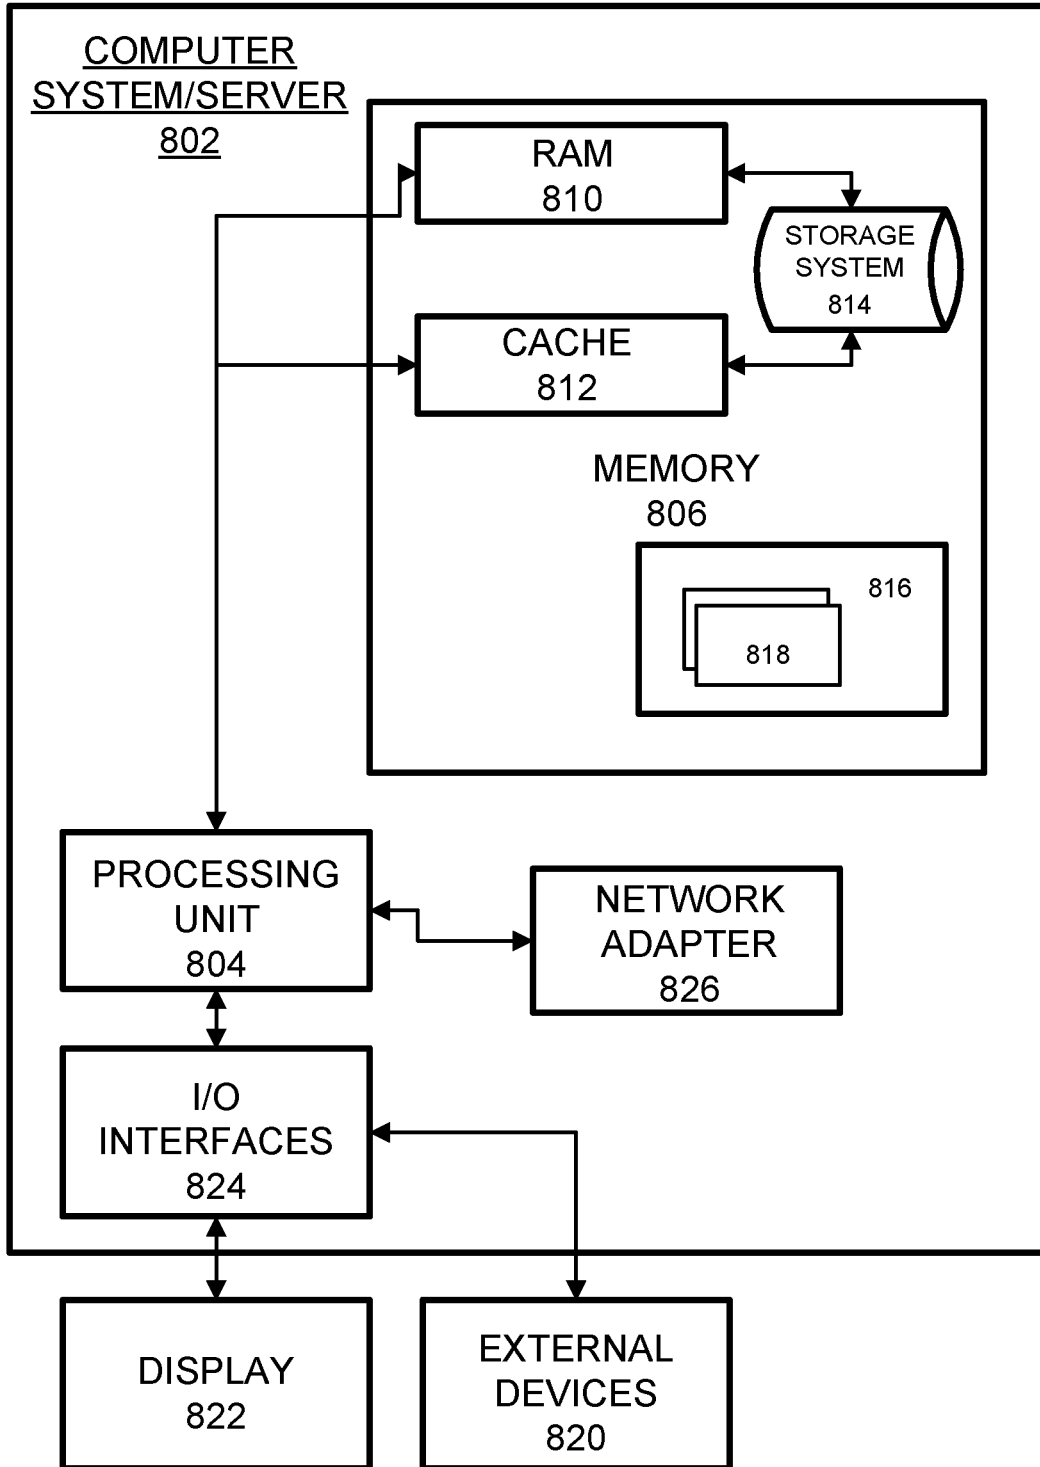 COMPUTER
SYSTEM/SERVER
802
RAM
810
STORAGE
SYSTEM
814
CACHE
812
MEMORY
806
816
818
PROCESSING
UNIT
804
NETWORK
ADAPTER
826
I/O
INTERFACES
824
DISPLAY
822
EXTERNAL
DEVICES
820